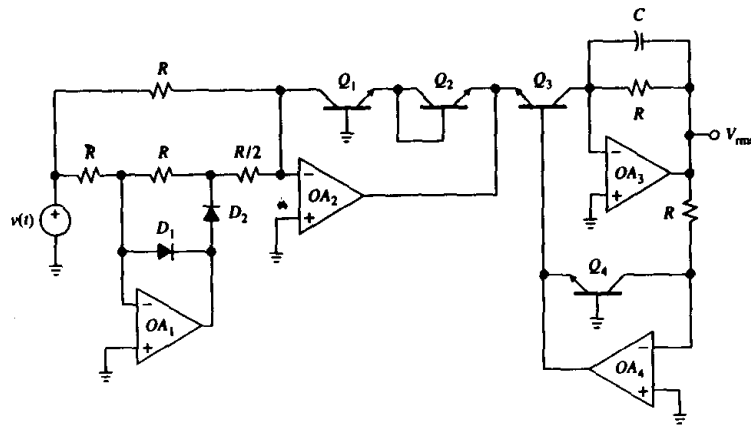 C
R
Q1
Q2
Q3
R
R
R
R/2
−
+
OA3
Vrms
−
+
OA2
R
v(t)
+
D1
D2
Q4
−
+
OA1
−
+
OA4